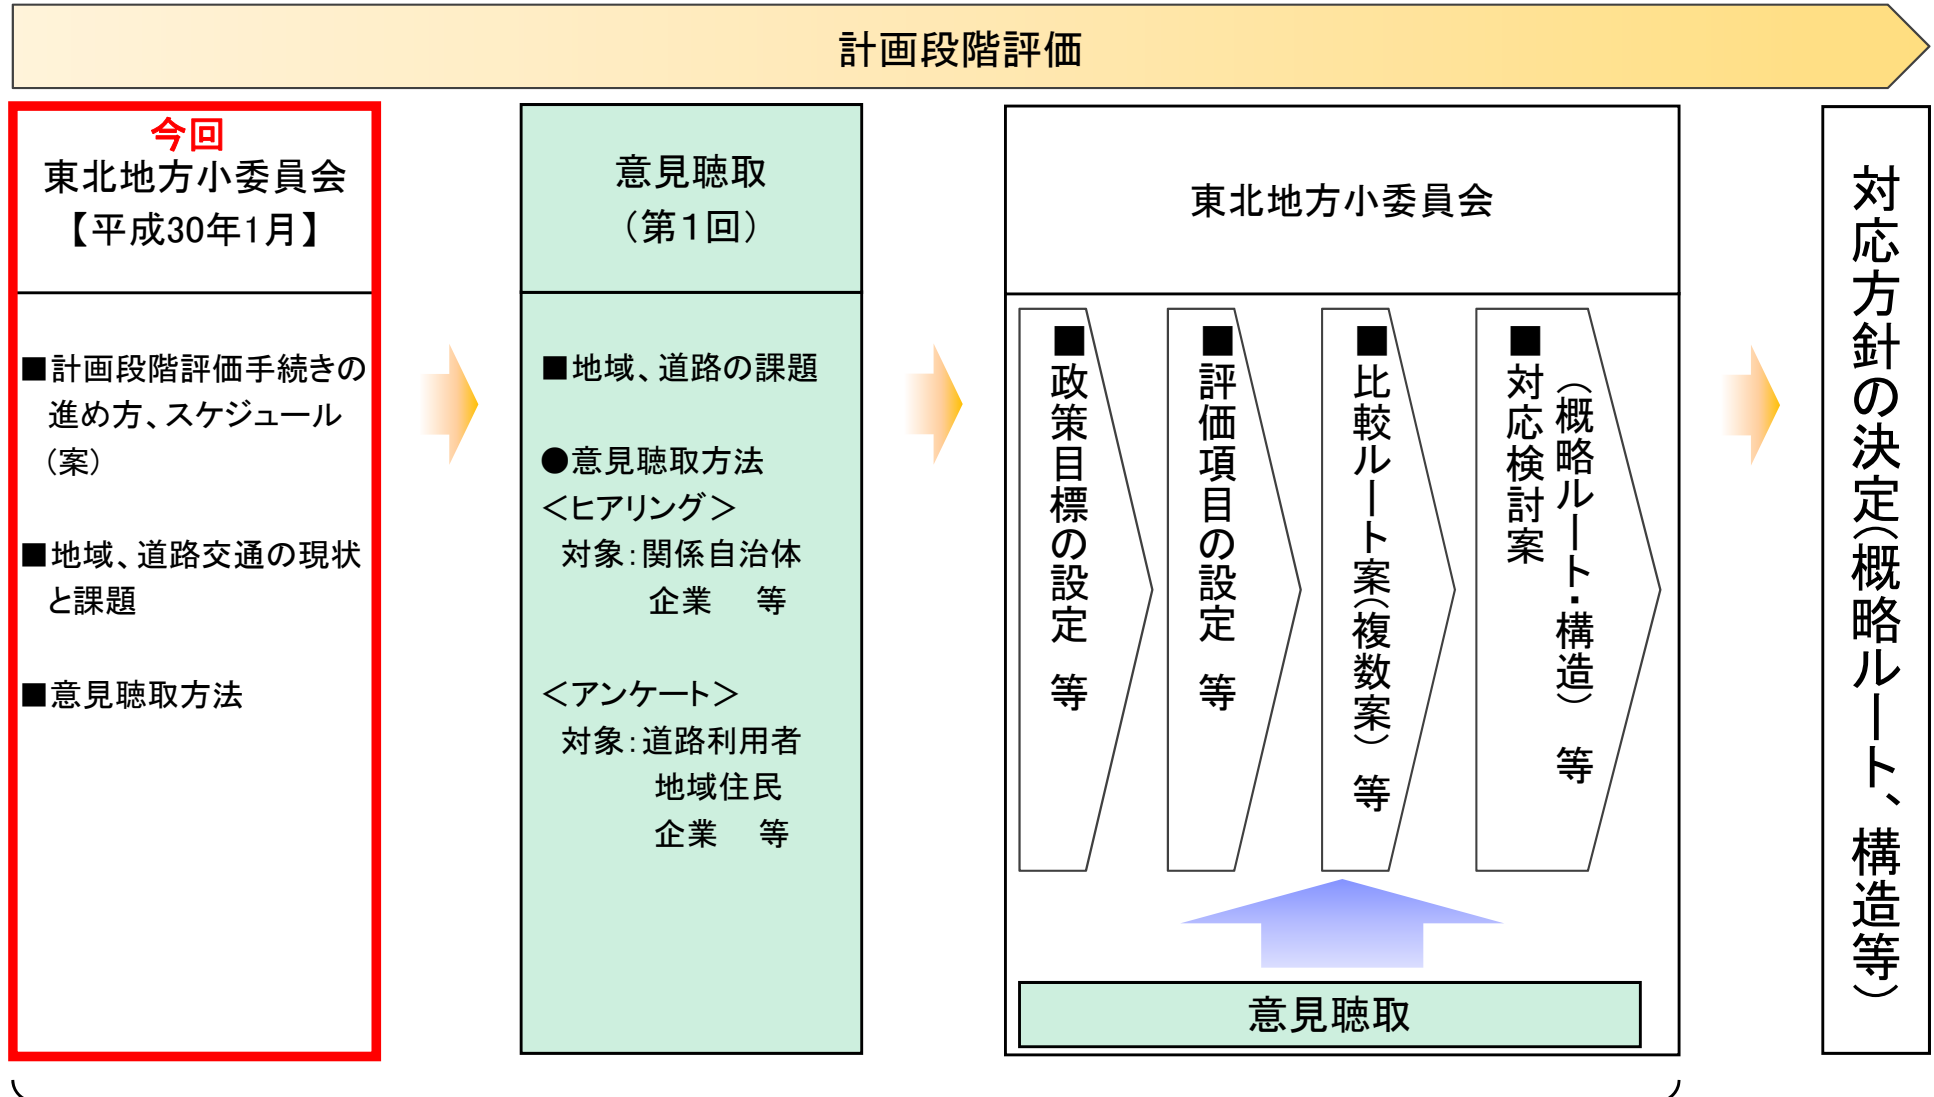 計画段階評価
今回
東北地方小委員会
【平成30年1月】
■計画段階評価手続きの
進め方、スケジュール
（案）
■地域、道路交通の現状
と課題
■意見聴取方法
意見聴取
（第１回）
■地域、道路の課題
●意見聴取方法
＜ヒアリング＞
対象：関係自治体
企業　等
＜アンケート＞
対象：道路利用者
地域住民
企業　等
東北地方小委員会
■政策目標の設定 等
■評価項目の設定 等
■比較ルート案（複数案） 等
■対応検討案
（概略ルート・構造） 等
意見聴取
対応方針の決定（概略ルート、構造等）